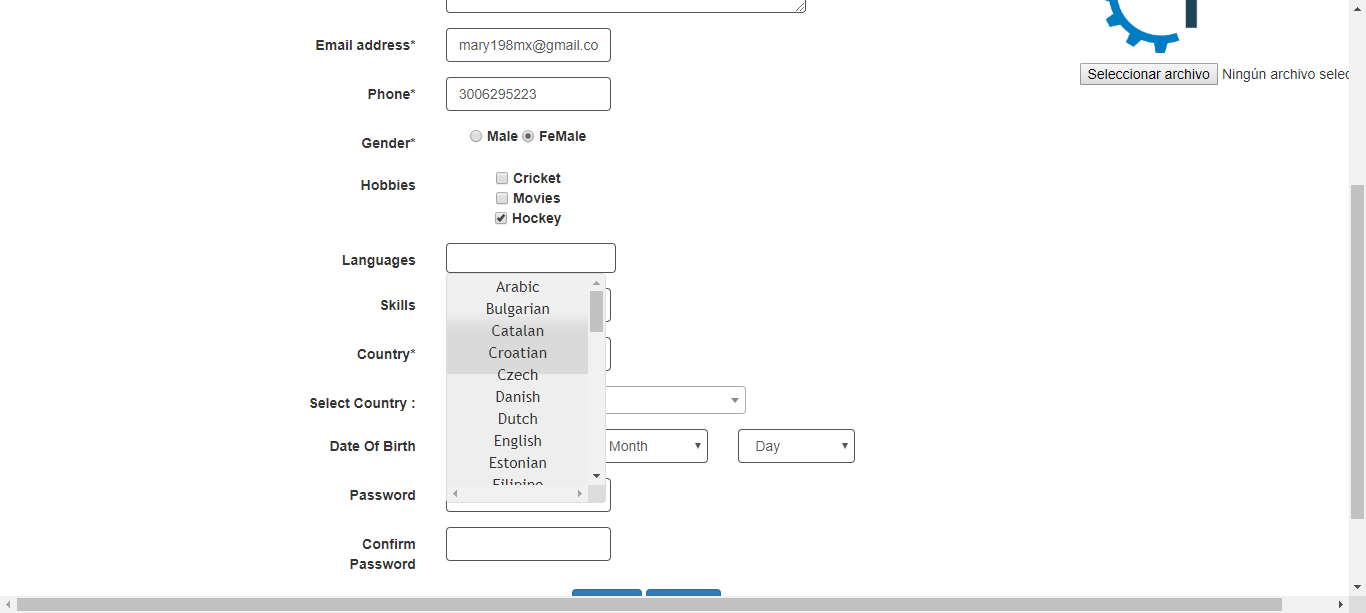 Email address* mary198mx@gmail.co
Seleccionar archivo Ningún archivo selec
Phone* 3006295223
Gender* Male FeMale
Hobbies Cricket
Movies
Hockey
Languages
Arabic
Skills
Bulgarian
Catalan
Country* Croatian
Czech
Danish
Select Country :
Dutch
Date Of Birth English Month Day
Estonian
Filipino
Password
Confirm
Password